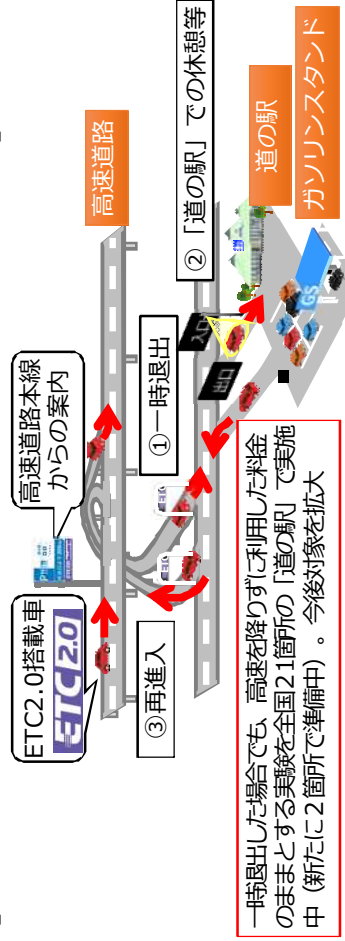 ETC2.0搭載車
ETC2.0
高速道路本線
からの案内
高速道路
①一時退出
②「道の駅」での休憩等
③再進入
入口
出口
道の駅
ガソリンスタンド
GS
一時退出した場合でも、高速を降りずに利用した料金
のままとする実験を全国21箇所の「道の駅」で実施
中（新たに２箇所で準備中）。今後対象を拡大